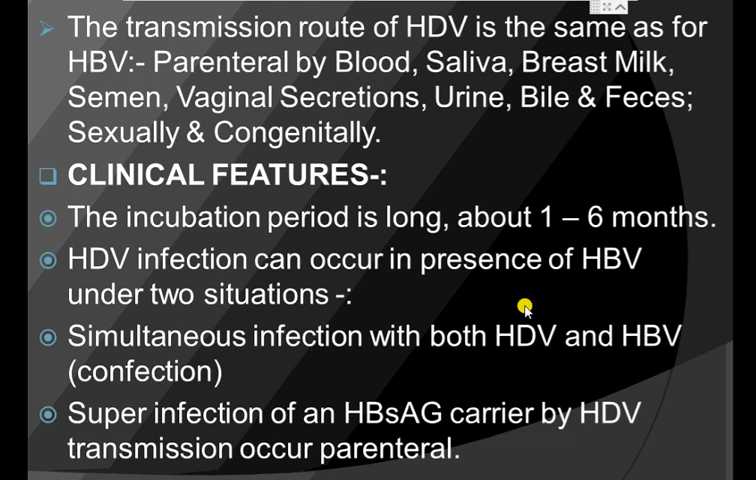 The transmission route of HDV is the same as for
HBV:- Parenteral by Blood, Saliva, Breast Milk,
Semen, Vaginal Secretions, Urine, Bile & Feces;
Sexually & Congenitally.
CLINICAL FEATURES-:
The incubation period is long, about 1 – 6 months.
HDV infection can occur in presence of HBV
under two situations -:
Simultaneous infection with both HDV and HBV
(confection)
Super infection of an HBsAG carrier by HDV
transmission occur parenteral.